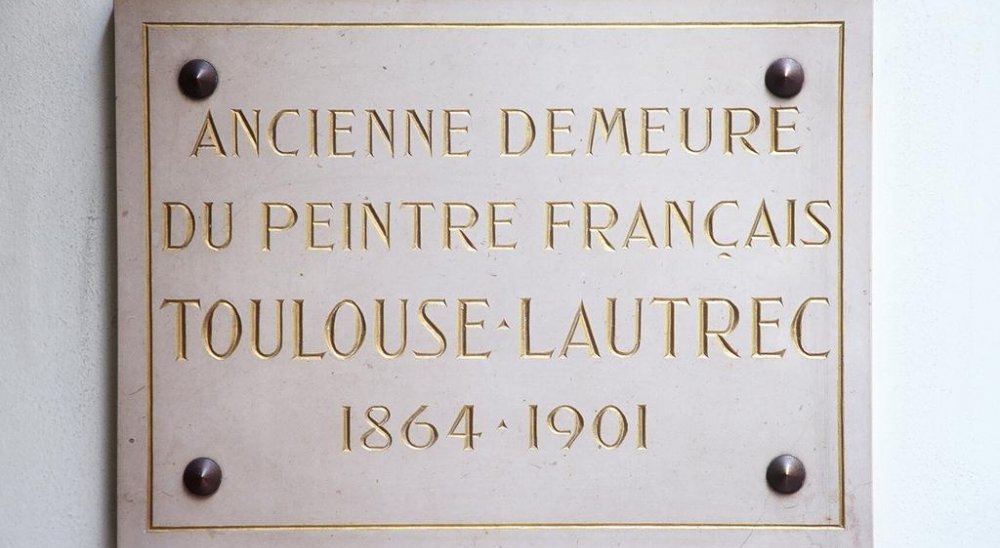 ANCIENNE DEMEURE
DU PEINTRE FRANÇAIS
TOULOUSE·LAUTREC
1864·1901